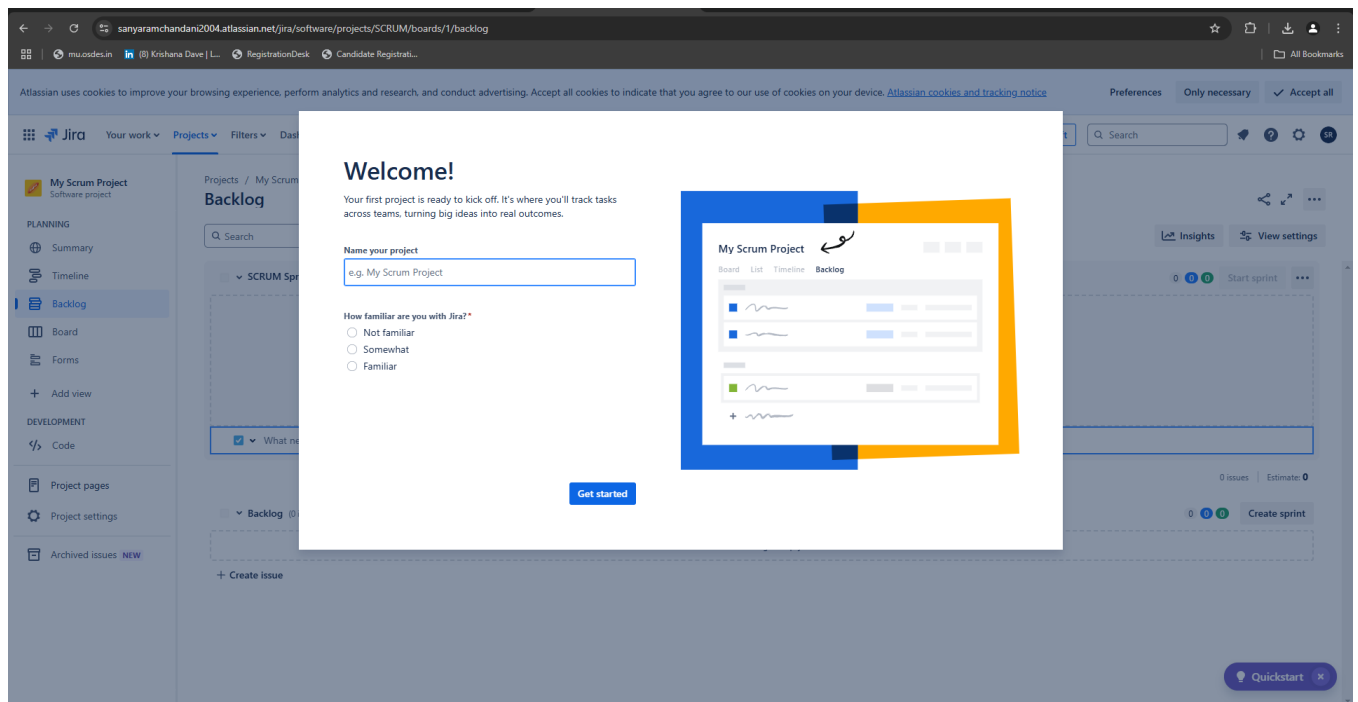 sanyaramchandani2004.atlassian.net/jira/software/projects/SCRUM/boards/1/backlog
mu.osdes.in
in (8) Krishana Dave | L...
RegistrationDesk
Candidate Registrati...
All Bookmarks
Atlassian uses cookies to improve your browsing experience, perform analytics and research, and conduct advertising. Accept all cookies to indicate that you agree to our use of cookies on your device. Atlassian cookies and tracking notice
Preferences
Only necessary
Accept all
Jira
Your work
Projects
Filters
Das
Search
SR
My Scrum Project
Software project
PLANNING
Summary
Timeline
Backlog
Board
Forms
Add view
DEVELOPMENT
Code
Project pages
Project settings
Archived issues NEW
Projects / My Scrum
Backlog
Search
Insights
View settings
SCRUM Spr
0 0 0 Start sprint
What ne
0 issues Estimate: 0
Backlog (0
0 0 0 Create sprint
+ Create issue
Welcome!
Your first project is ready to kick off. It's where you'll track tasks
across teams, turning big ideas into real outcomes.
Name your project
e.g. My Scrum Project
How familiar are you with Jira? *
Not familiar
Somewhat
Familiar
Get started
My Scrum Project
Board List Timeline Backlog
Quickstart